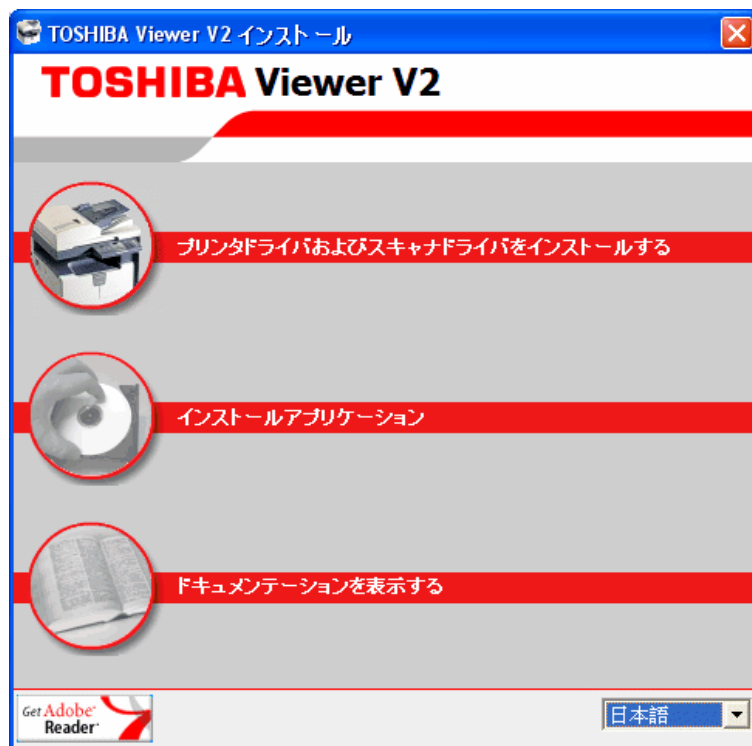 TOSHIBA Viewer V2 インストール
TOSHIBA Viewer V2
プリンタドライバおよびスキャナドライバをインストールする
インストールアプリケーション
ドキュメンテーションを表示する
Get Adobe®
Reader®
日本語